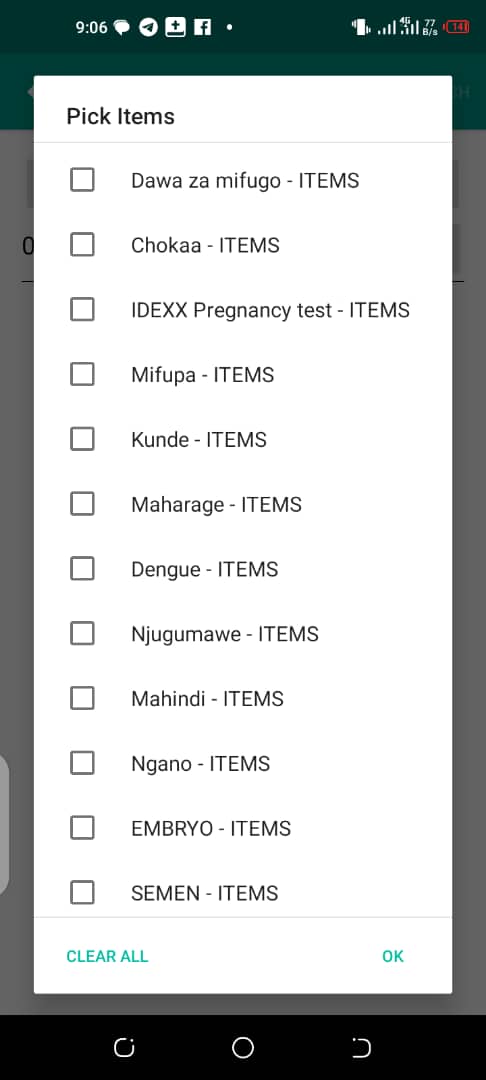 9:06
4G
77
B/s
14
Pick Items
Dawa za mifugo - ITEMS
Chokaa - ITEMS
IDEXX Pregnancy test - ITEMS
Mifupa - ITEMS
Kunde - ITEMS
Maharage - ITEMS
Dengue - ITEMS
Njugumawe - ITEMS
Mahindi - ITEMS
Ngano - ITEMS
EMBRYO - ITEMS
SEMEN - ITEMS
CLEAR ALL
OK